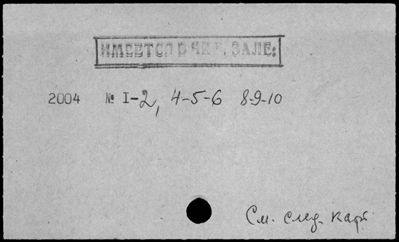 ИМЕЕТСЯ В ЧИТ. ЗАЛЕ:
2004 № I-2, 4-5-6 8-9-10
См. след. карт